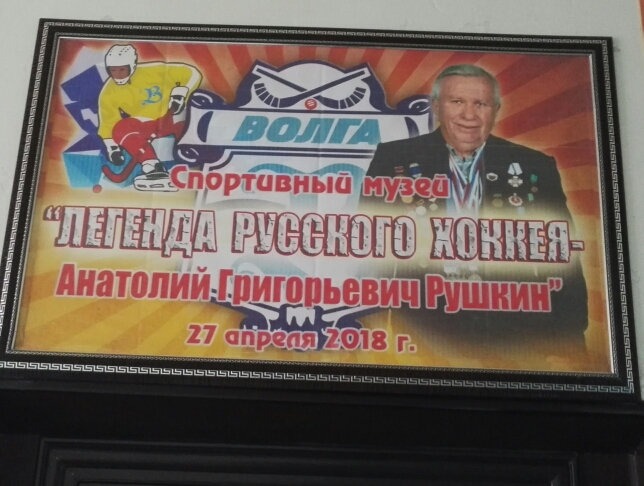 В
ВОЛГА
Спортивный музей
"ЛЕГЕНДА РУССКОГО ХОККЕЯ-
Анатолий Григорьевич Рушкин"
27 апреля 2018 г.